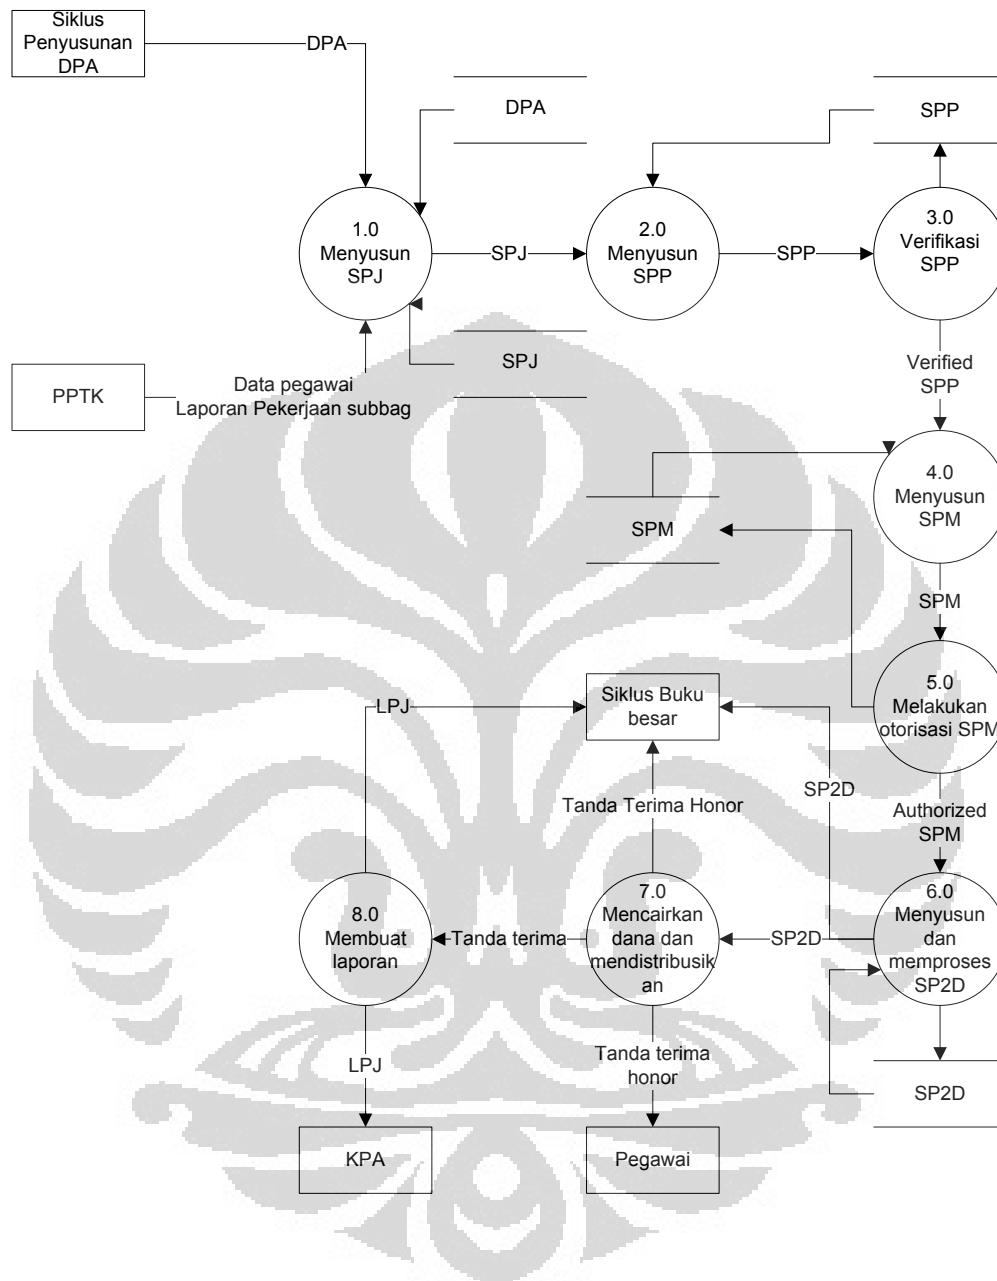 Siklus
Penyusunan
DPA
DPA
DPA
SPP
1.0
Menyusun
SPJ
SPJ
2.0
Menyusun
SPP
SPP
3.0
Verifikasi
SPP
PPTK
Data pegawai
Laporan Pekerjaan subbag
SPJ
Verified
SPP
4.0
Menyusun
SPM
SPM
SPM
5.0
Melakukan
otorisasi SPM
LPJ
Siklus Buku
besar
SP2D
Tanda Terima Honor
Authorized
SPM
8.0
Membuat
laporan
Tanda terima
7.0
Mencairkan
dana dan
mendistribusik
an
SP2D
6.0
Menyusun
dan
memproses
SP2D
LPJ
Tanda terima
honor
SP2D
KPA
Pegawai